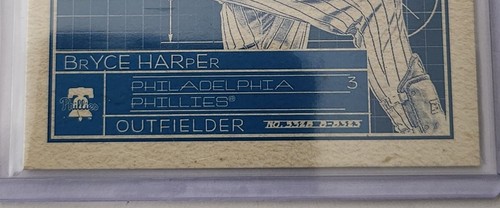 BRYCE HARPER
PHILADELPHIA 3
PHILLIES®
Phillies
OUTFIELDER